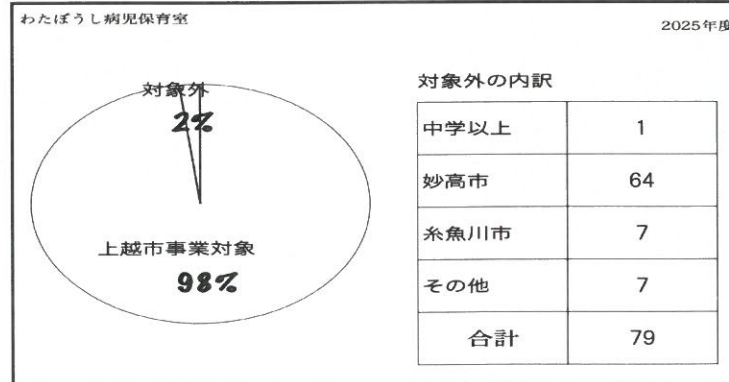 わたぼうし病児保育室
2025年度
対象外
2%
上越市事業対象
98%
対象外の内訳
中学以上 1
妙高市 64
糸魚川市 7
その他 7
合計 79